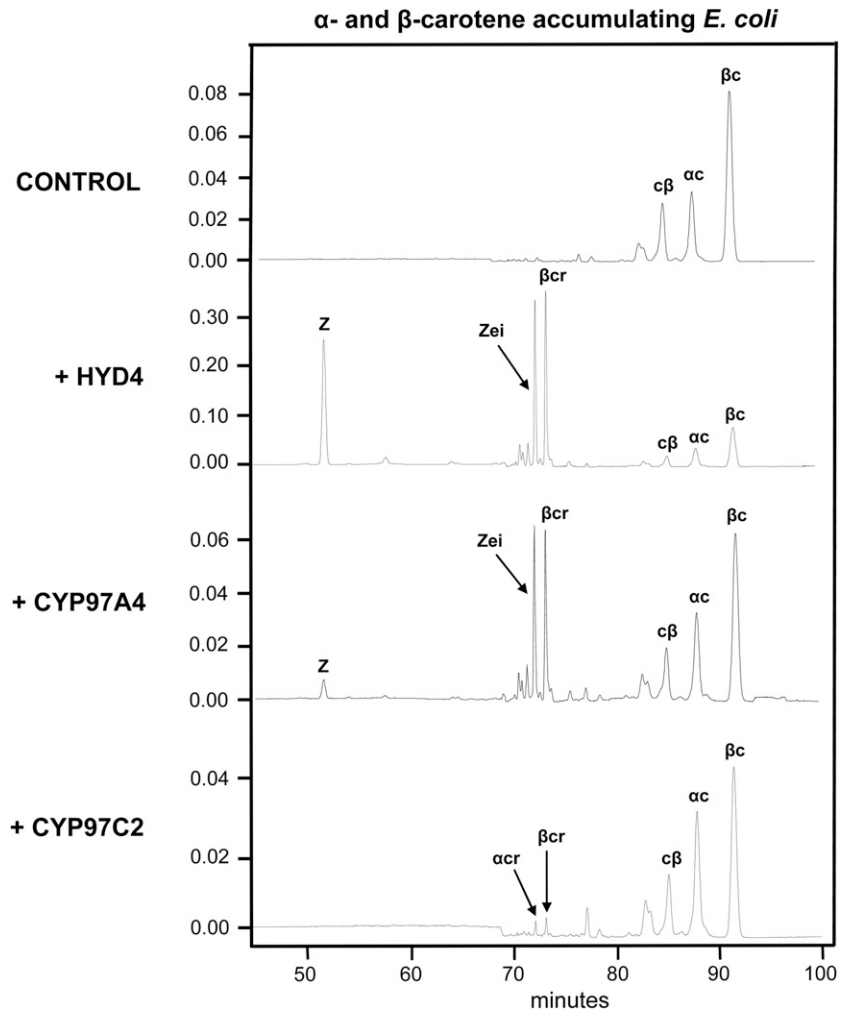 α- and β-carotene accumulating E. coli
CONTROL
0.08
0.06
0.04
0.02
0.00
cβ
αc
βc
+ HYD4
0.30
0.20
0.10
0.00
Z
Zei
βcr
cβ
αc
βc
+ CYP97A4
0.06
0.04
0.02
0.00
Z
Zei
βcr
cβ
αc
βc
+ CYP97C2
0.04
0.02
0.00
αcr
βcr
cβ
αc
βc
50 60 70 80 90 100
minutes